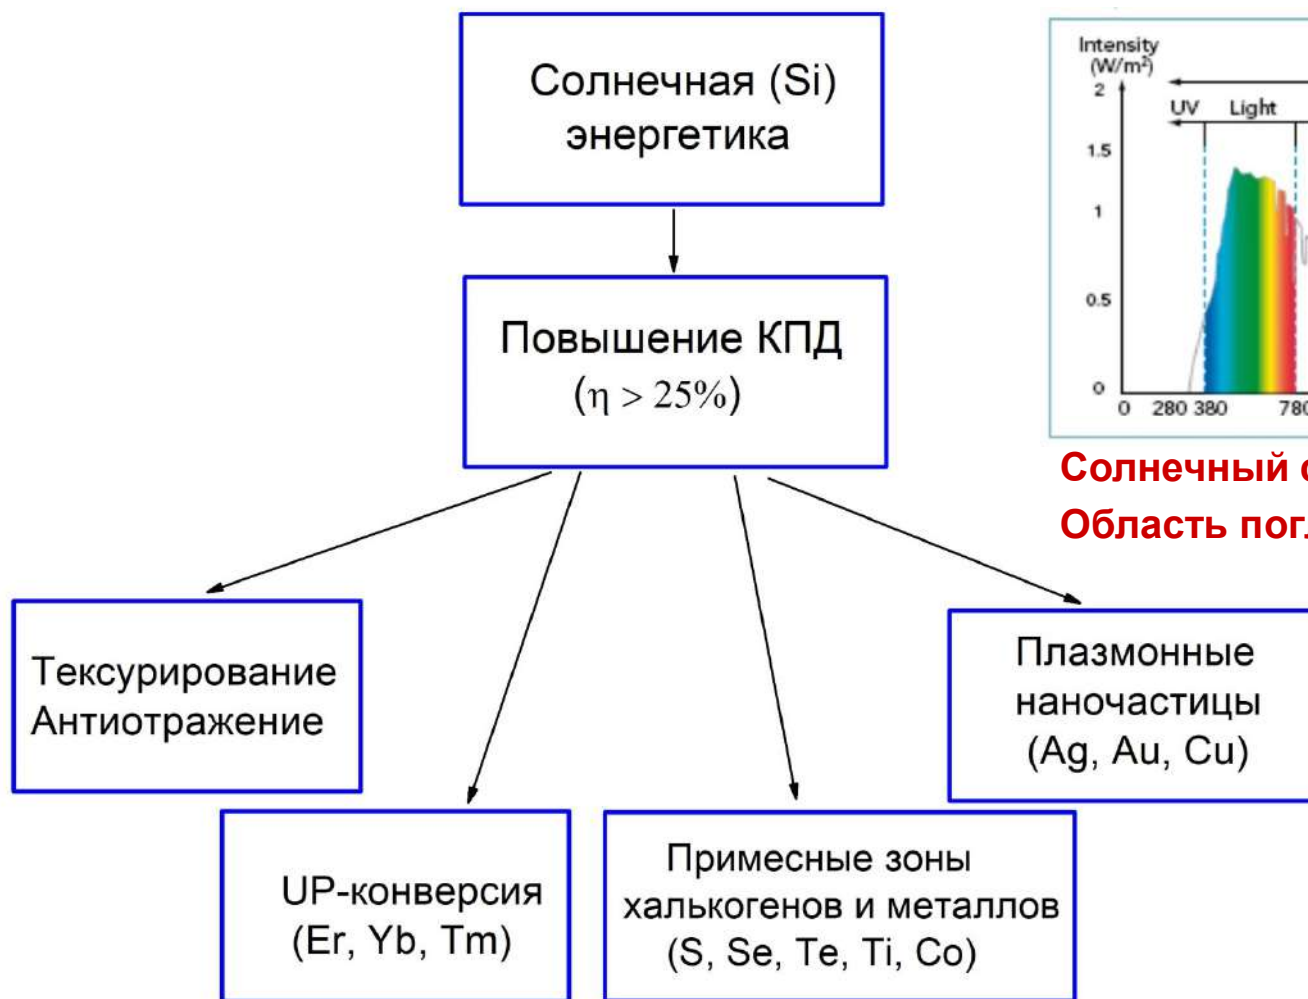 Солнечная (Si)
энергетика
Повышение КПД
(η > 25%)
Intensity
(W/m²)
2
UV Light
1.5
1
0.5
0
0 280 380 780
Солнечный
Область
Тексурирование
Антиотражение
Плазмонные
наночастицы
(Ag, Au, Cu)
UP-конверсия
(Er, Yb, Tm)
Примесные зоны
халькогенов и металлов
(S, Se, Te, Ti, Co)